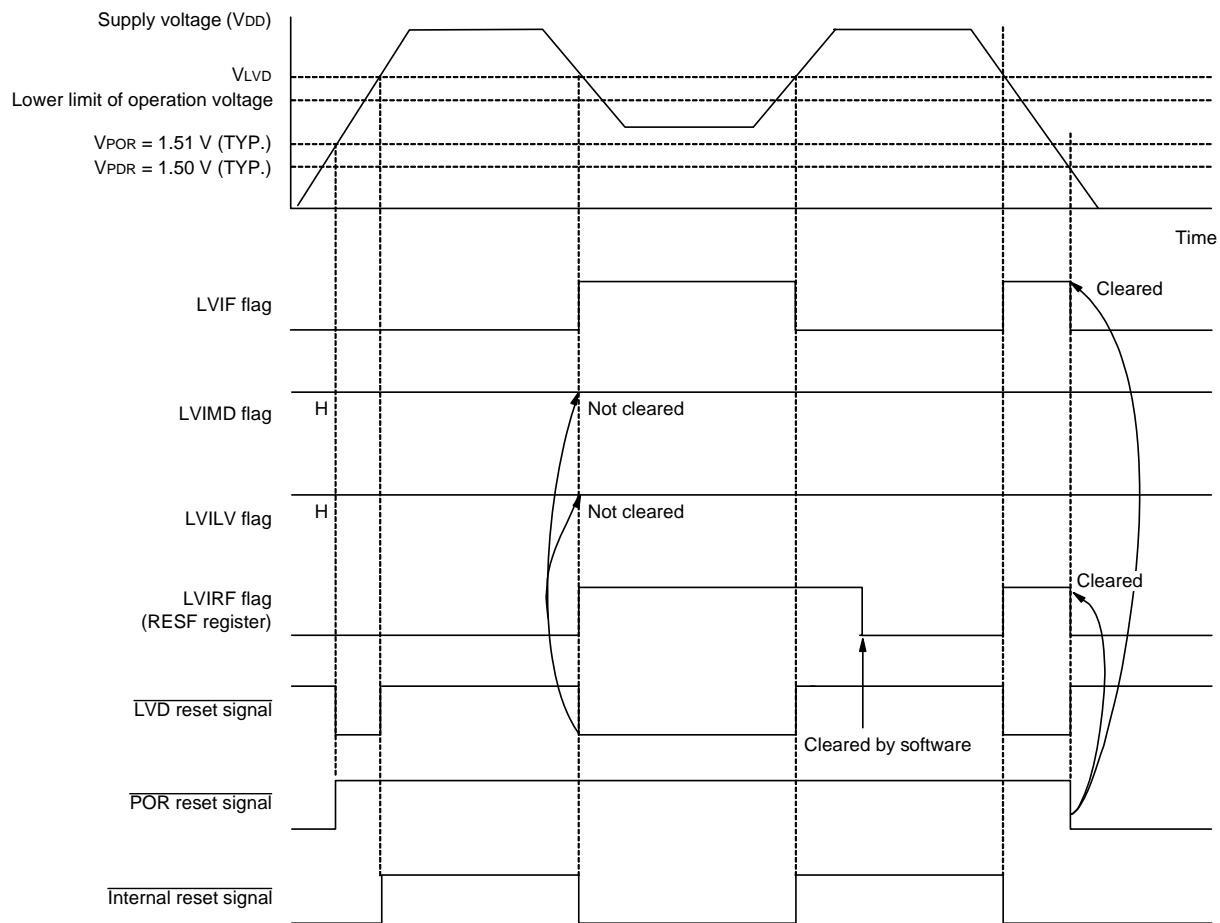 Supply voltage (VDD)
VLVD
Lower limit of operation voltage
VPOR = 1.51 V (TYP.)
VPDR = 1.50 V (TYP.)
Time
LVIF flag
Cleared
H
Not cleared
LVIMD flag
H
Not cleared
LVILV flag
Cleared
LVIRF flag
(RESF register)
LVD reset signal
Cleared by software
POR reset signal
Internal reset signal